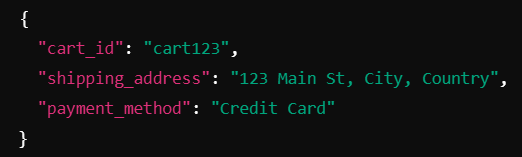 {
"cart_id": "cart123",
"shipping_address": "123 Main St, City, Country",
"payment_method": "Credit Card"
}